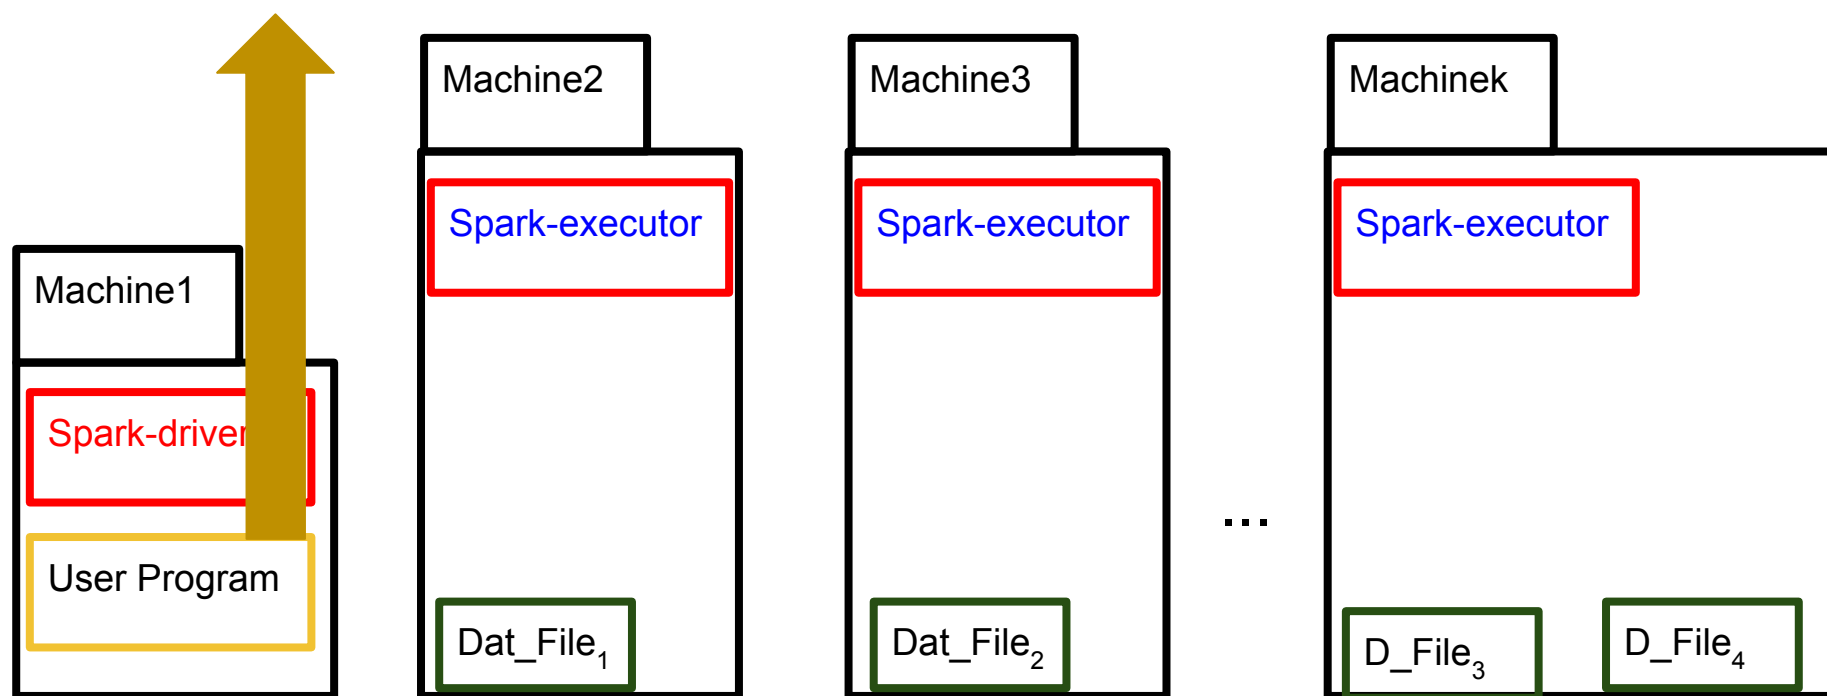 Machine1
Spark-driver
User Program
Machine2
Spark-executor
Dat_File₁
Machine3
Spark-executor
Dat_File₂
...
Machinek
Spark-executor
D_File₃
D_File₄